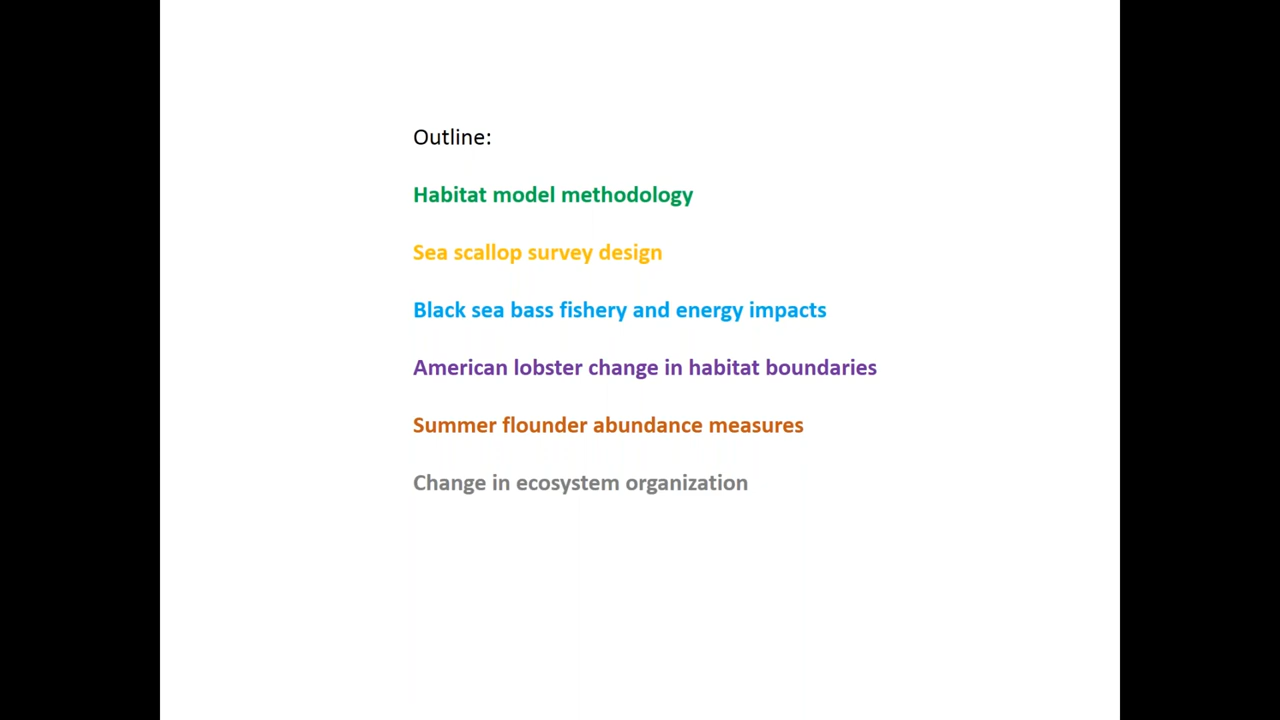 Outline:
Habitat model methodology
Sea scallop survey design
Black sea bass fishery and energy impacts
American lobster change in habitat boundaries
Summer flounder abundance measures
Change in ecosystem organization